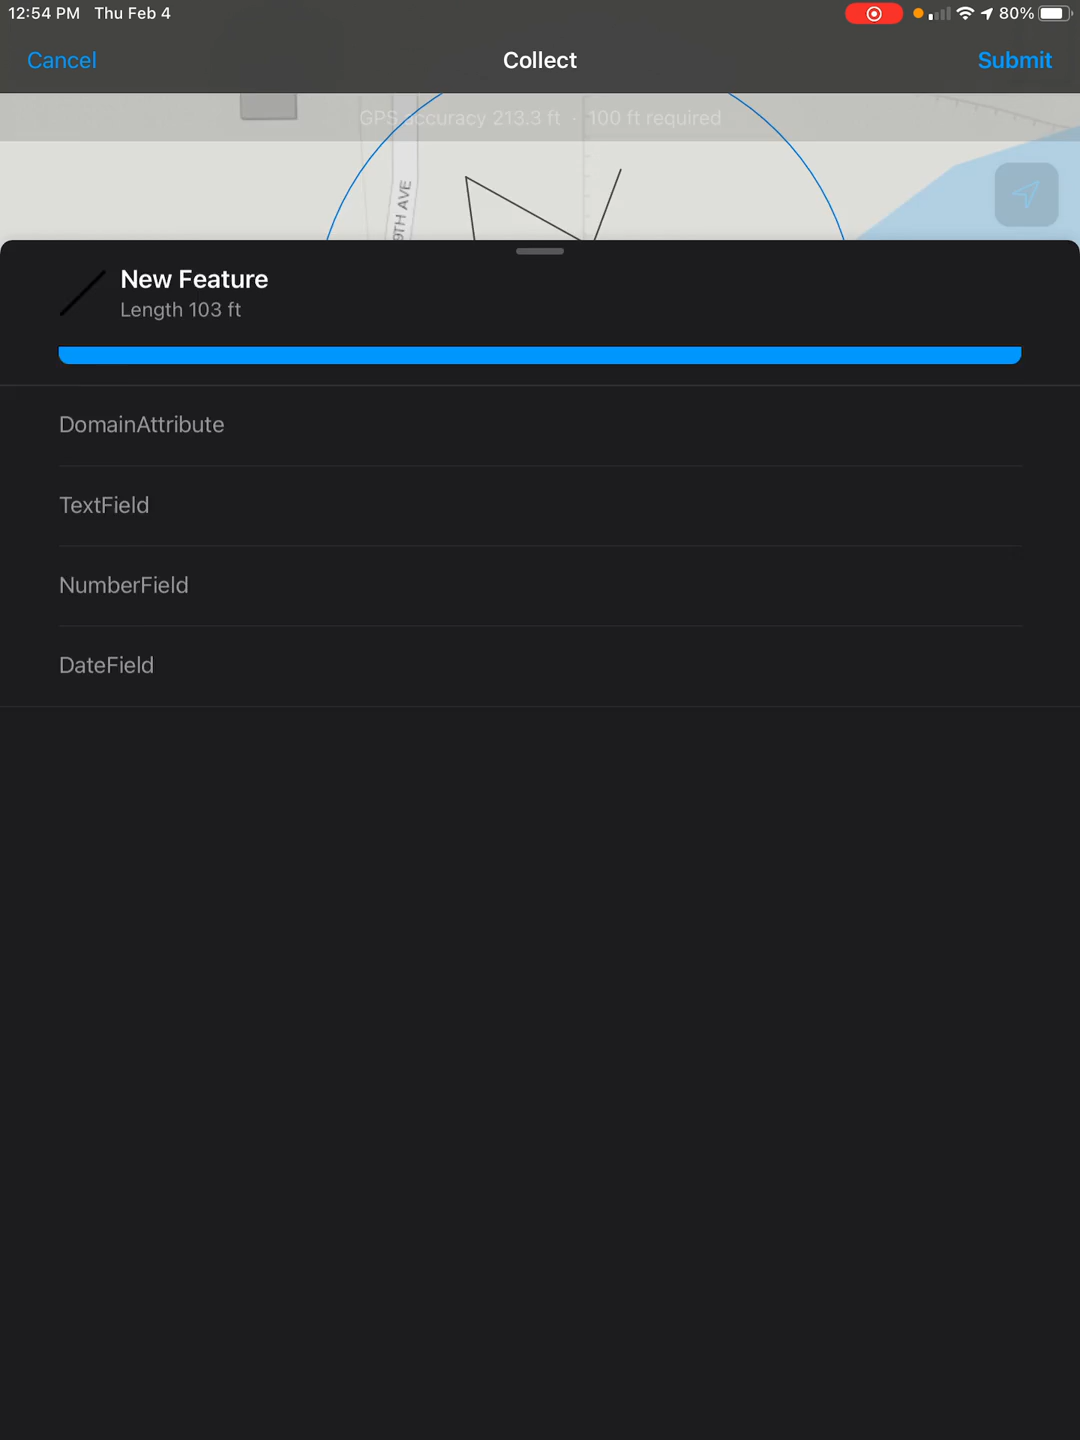 12:54 PM Thu Feb 4 80%
Cancel Collect Submit
GPS accuracy 213.3 ft · 100 ft required
9TH AVE
New Feature
Length 103 ft
DomainAttribute
TextField
NumberField
DateField